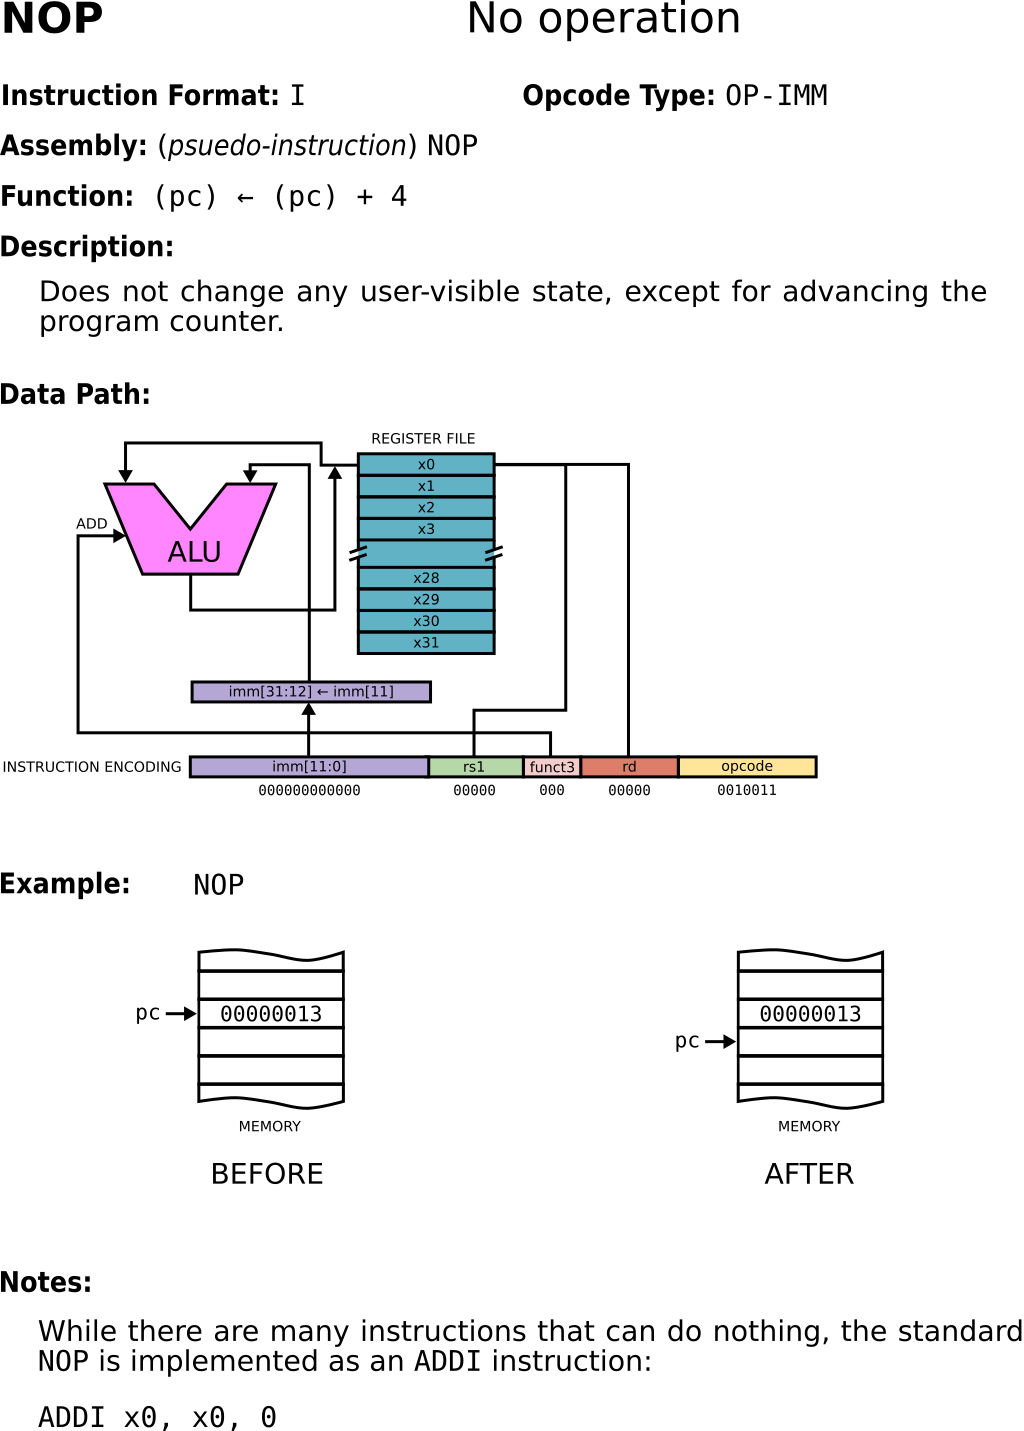 NOP No operation
Instruction Format: I Opcode Type: OP-IMM
Assembly: (psuedo-instruction) NOP
Function: (pc) ← (pc) + 4
Description:
Does not change any user-visible state, except for advancing the
program counter.
Data Path:
REGISTER FILE
x0
x1
x2
x3
x28
x29
x30
x31
ADD
ALU
imm[31:12] ← imm[11]
INSTRUCTION ENCODING imm[11:0] rs1 funct3 rd opcode
000000000000 00000 000 00000 0010011
Example: NOP
pc 00000013
MEMORY
BEFORE
00000013
pc
MEMORY
AFTER
Notes:
While there are many instructions that can do nothing, the standard
NOP is implemented as an ADDI instruction:
ADDI x0, x0, 0